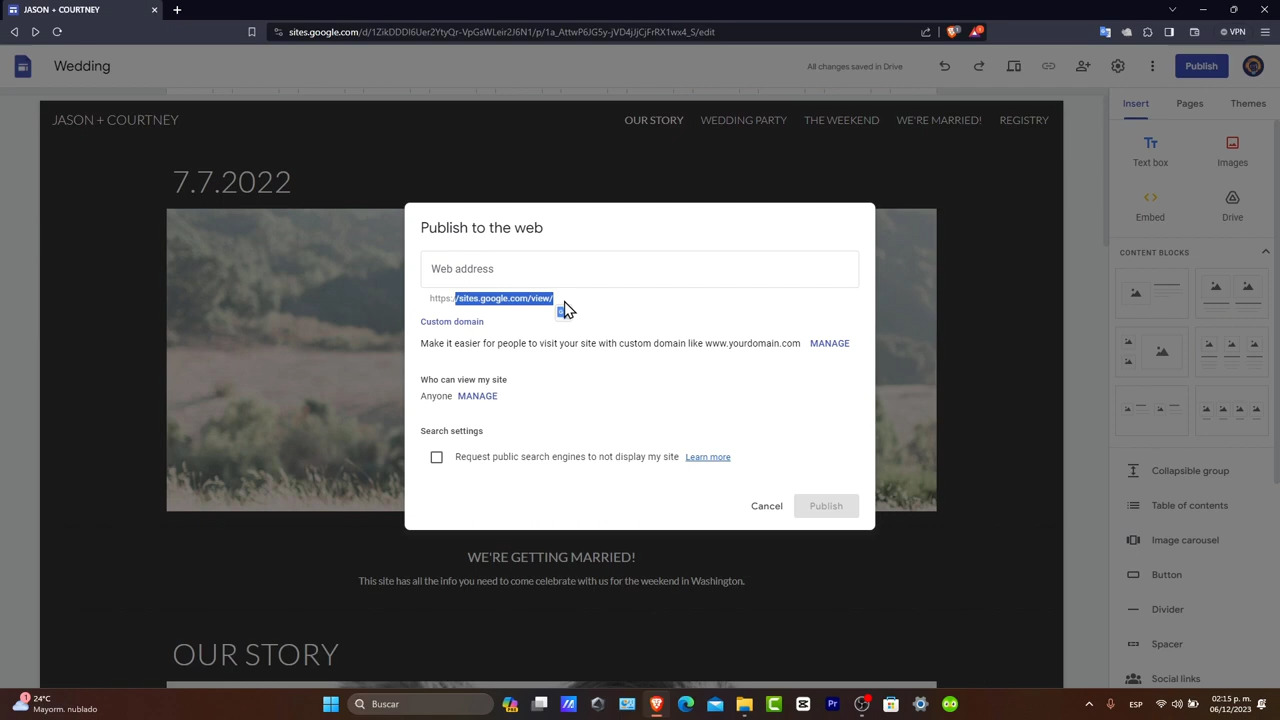 JASON + COURTNEY
sites.google.com/d/1ZikDDDI6Uer2YtyQr-VpGsWLeir2J6N1/p/1a_AttwP6JG5y-jVD4jJjCjFrRX1wx4_S/edit
VPN
Wedding
All changes saved in Drive
Publish
JASON + COURTNEY
OUR STORY
WEDDING PARTY
THE WEEKEND
WE'RE MARRIED!
REGISTRY
Insert
Pages
Themes
7.7.2022
Text box
Images
Embed
Drive
CONTENT BLOCKS
Publish to the web
Web address
https://sites.google.com/view/
Custom domain
Make it easier for people to visit your site with custom domain like www.yourdomain.com MANAGE
Who can view my site
Anyone MANAGE
Search settings
Request public search engines to not display my site Learn more
Cancel
Publish
Collapsible group
Table of contents
Image carousel
Button
Divider
Spacer
Social links
WE'RE GETTING MARRIED!
This site has all the info you need to come celebrate with us for the weekend in Washington.
OUR STORY
1
24°C
Mayorm. nublado
Buscar
Pr
ESP
02:15 p. m.
06/12/2023